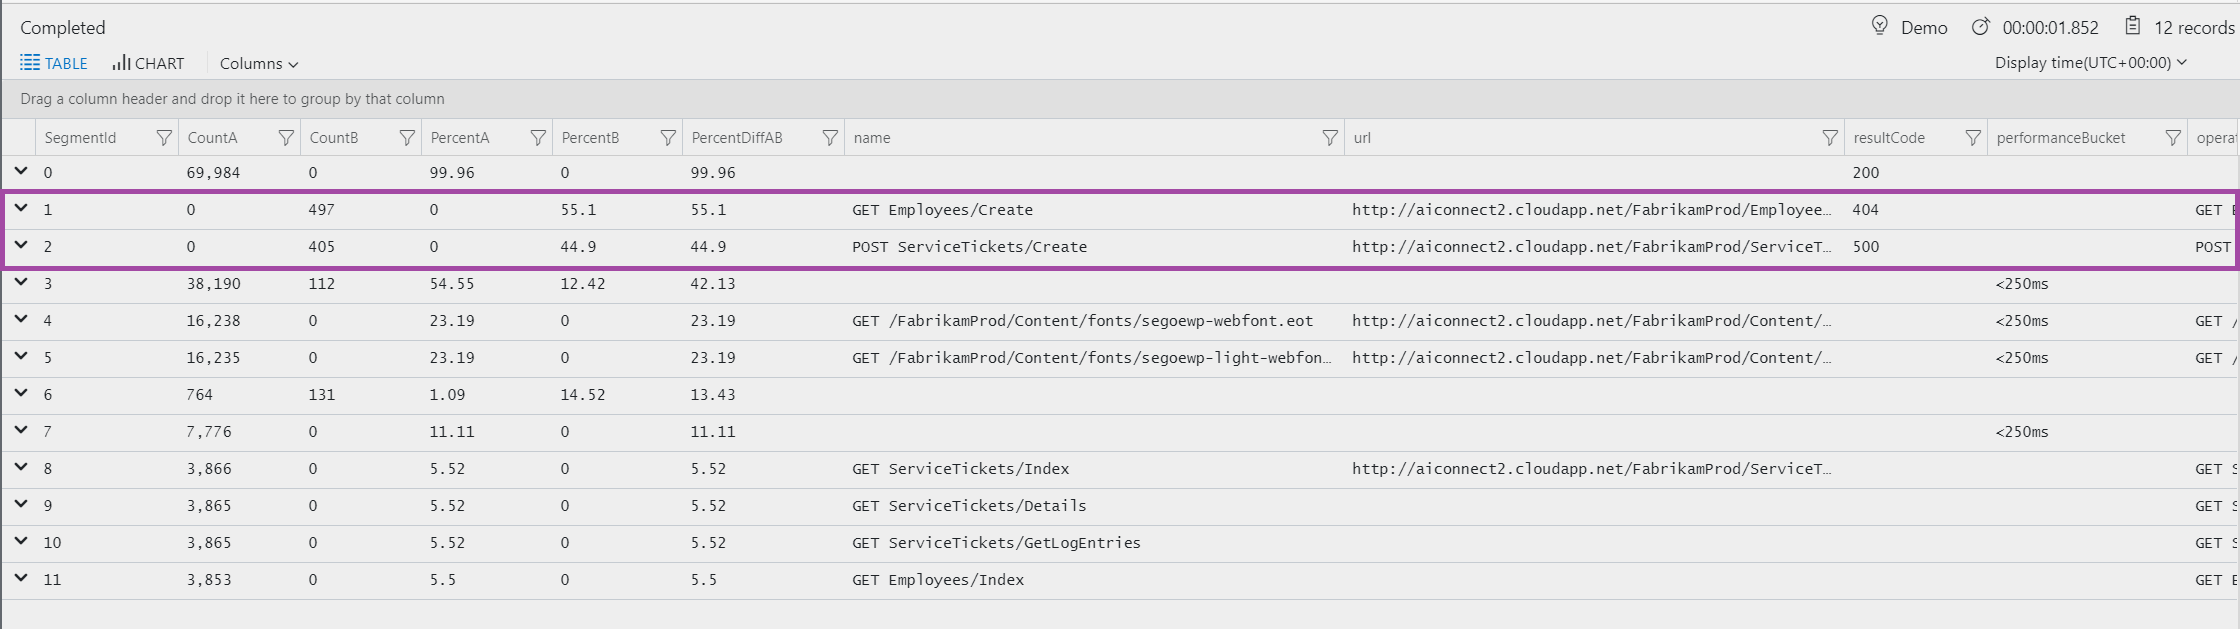 Completed Demo 00:00:01.852 12 records
TABLE CHART Columns Display time(UTC+00:00)
Drag a column header and drop it here to group by that column
SegmentId CountA CountB PercentA PercentB PercentDiffAB name url resultCode performanceBucket opera
0 69,984 0 99.96 0 99.96 200
1 0 497 0 55.1 55.1 GET Employees/Create http://aiconnect2.cloudapp.net/FabrikamProd/Employee… 404 GET E
2 0 405 0 44.9 44.9 POST ServiceTickets/Create http://aiconnect2.cloudapp.net/FabrikamProd/ServiceT… 500 POST
3 38,190 112 54.55 12.42 42.13 <250ms
4 16,238 0 23.19 0 23.19 GET /FabrikamProd/Content/fonts/segoewp-webfont.eot http://aiconnect2.cloudapp.net/FabrikamProd/Content/… <250ms GET /
5 16,235 0 23.19 0 23.19 GET /FabrikamProd/Content/fonts/segoewp-light-webfon… http://aiconnect2.cloudapp.net/FabrikamProd/Content/… <250ms GET /
6 764 131 1.09 14.52 13.43
7 7,776 0 11.11 0 11.11 <250ms
8 3,866 0 5.52 0 5.52 GET ServiceTickets/Index http://aiconnect2.cloudapp.net/FabrikamProd/ServiceT… GET S
9 3,865 0 5.52 0 5.52 GET ServiceTickets/Details GET S
10 3,865 0 5.52 0 5.52 GET ServiceTickets/GetLogEntries GET S
11 3,853 0 5.5 0 5.5 GET Employees/Index GET E